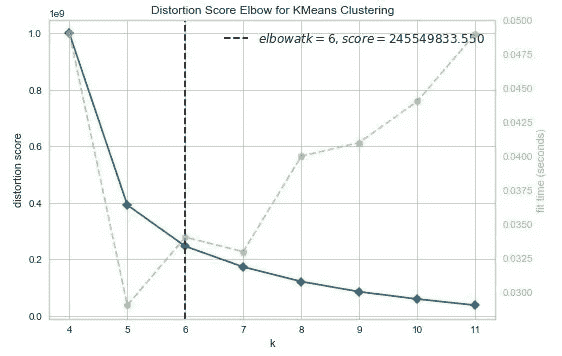 Distortion Score Elbow for KMeans Clustering
1e9
elbowatk = 6, score = 245549833.550
1.0
0.8
0.6
0.4
0.2
0.0
distortion score
0.0500
0.0475
0.0450
0.0425
0.0400
0.0375
0.0350
0.0325
0.0300
fit time (seconds)
4 5 6 7 8 9 10 11
k